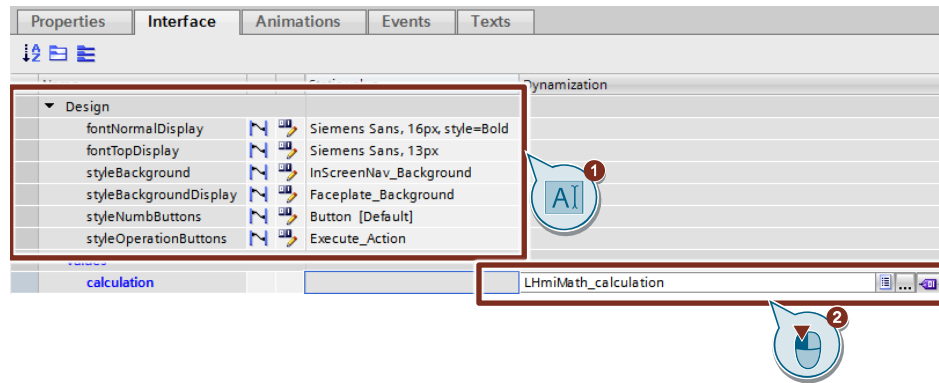 Properties Interface Animations Events Texts
Dynamization
Design
fontNormalDisplay Siemens Sans, 16px, style=Bold
fontTopDisplay Siemens Sans, 13px
styleBackground InScreenNav_Background
styleBackgroundDisplay Faceplate_Background
styleNumbButtons Button [Default]
styleOperationButtons Execute_Action
1
A
calculation LHmiMath_calculation
2